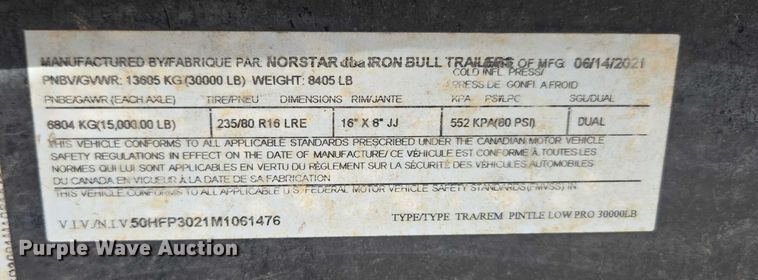 MANUFACTURED BY/FABRIQUE PAR NORSTAR dba IRON BULL TRAILERS OF MFG 06/14/2021
PNBV/GVWR: 13605 KG (30000 LB) WEIGHT: 8405 LB COLD INFL. PRESS/
PRESS DE GONFL A FROID
PNBE/GAWR (EACH AXLE) TIRE/PNEU DIMENSIONS RIM/JANTE KPA PSI/LPC SGL/DUAL
6804 KG(15,000.00 LB) 235/80 R16 LRE 16" X 6" JJ 552 KPA(80 PSI) DUAL
THIS VEHICLE CONFORMS TO ALL APPLICABLE STANDARDS PRESCRIBED UNDER THE CANADIAN MOTOR VEHICLE
SAFETY REGULATIONS IN EFFECT ON THE DATE OF MANUFACTURE/ CE VÉHICULE EST CONFORME À TOUTES LES
NORMES QUI LUI SONT APPLICABLES EN VERTU DU RÈGLEMENT SUR LA SÉCURITÉ DES VÉHICULES AUTOMOBILES
DU CANADA EN VIGUEUR À LA DATE DE SA FABRICATION
THIS VEHICLE CONFORMS TO ALL APPLICABLE U.S. FEDERAL MOTOR VEHICLE SAFETY STANDARDS(FMVSS) IN
V.I.V./N.I.V.50HFP3021M1061476 TYPE/TYPE TRA/REM PINTLE LOW PRO 30000LB
Purple Wave Auction